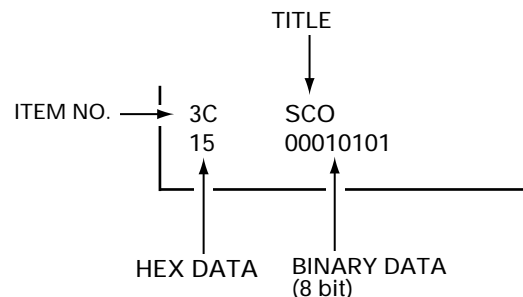 TITLE
ITEM NO.
3C SCO
15 00010101
HEX DATA
BINARY DATA
(8 bit)